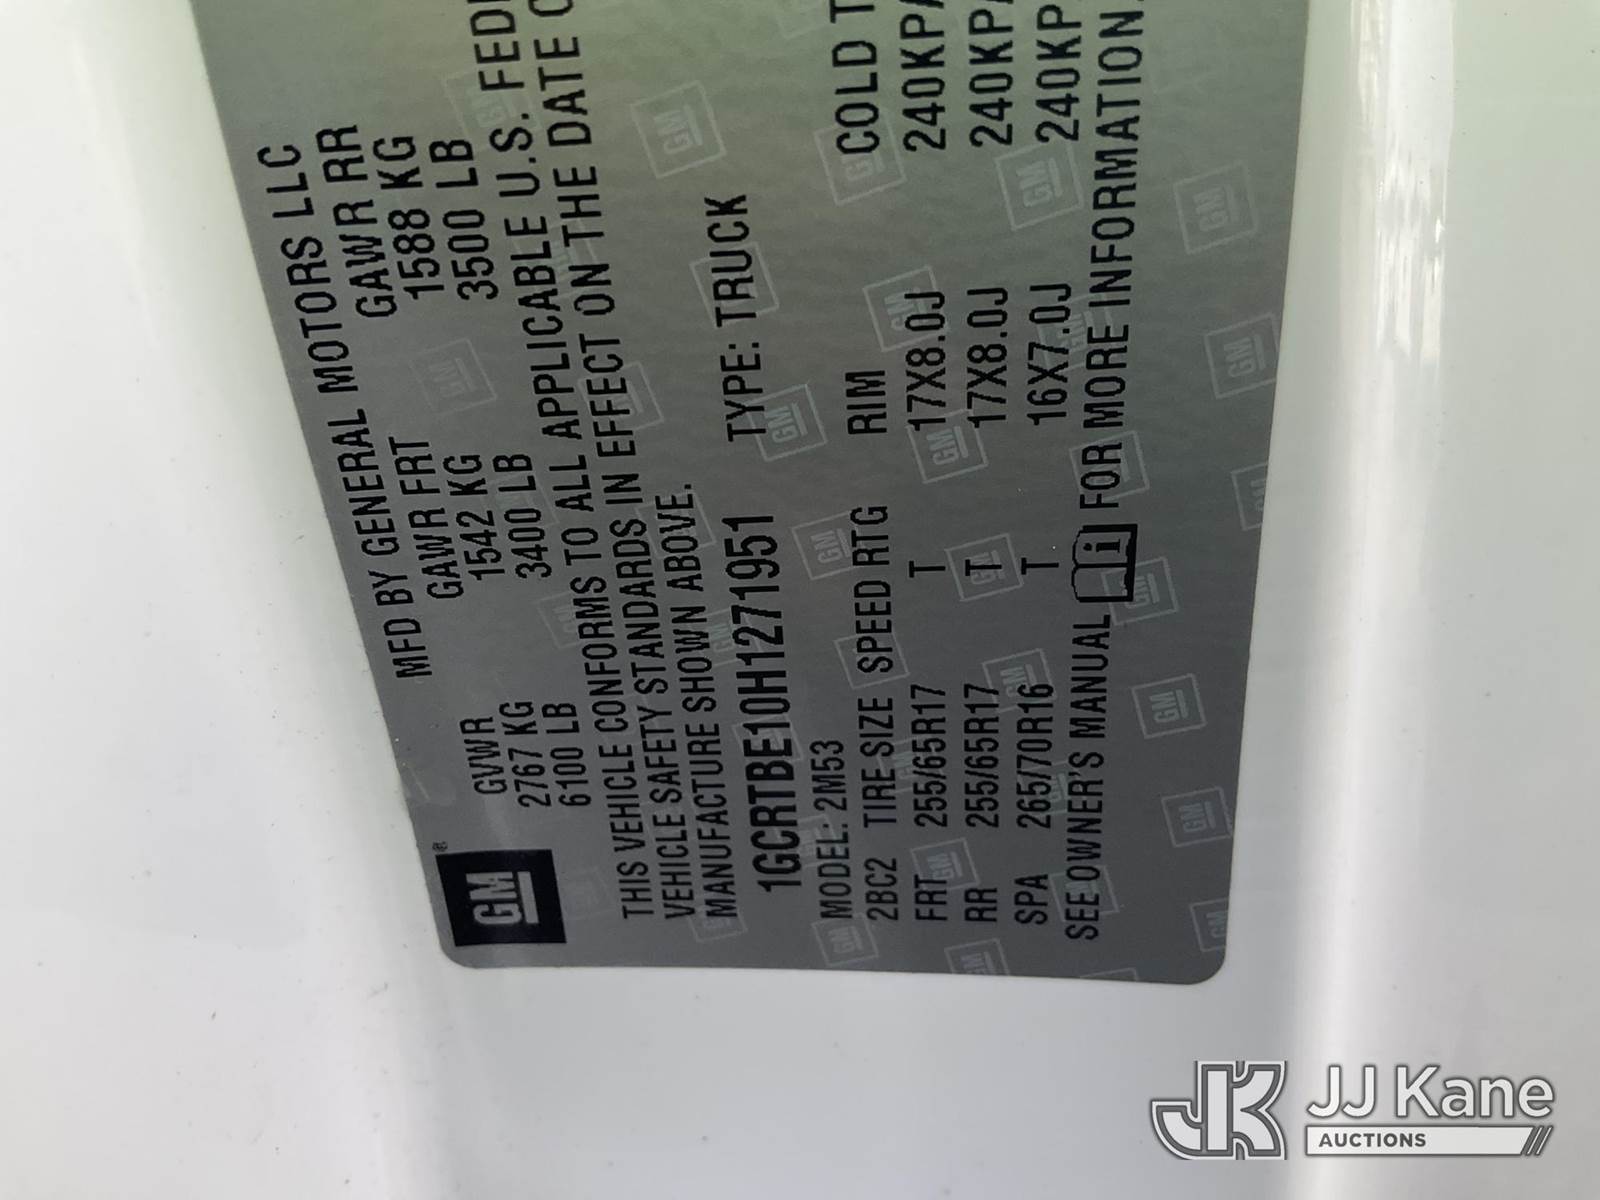 GM®
MFD BY GENERAL MOTORS LLC
GVWR GAWR FRT GAWR RR
2767 KG 1542 KG 1588 KG
6100 LB 3400 LB 3500 LB
THIS VEHICLE CONFORMS TO ALL APPLICABLE U.S.
VEHICLE SAFETY STANDARDS IN EFFECT ON THE DATE
MANUFACTURE SHOWN ABOVE.
1GCRTBE10H1271951 TYPE: TRUCK
MODEL: 2M53
2BC2 TIRE-SIZE SPEED RTG RIM COLD
FRT 255/65R17 T 17X8.0J 240KPA
RR 255/65R17 T 17X8.0J 240KPA
SPA 265/70R16 T 16X7.0J 240KP
SEE OWNER'S MANUAL i FOR MORE INFORMATION.
JK JJ Kane
AUCTIONS